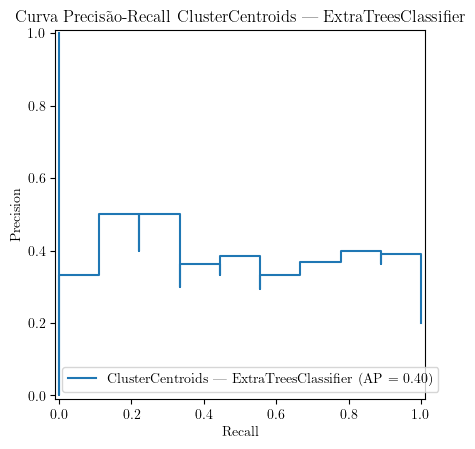 Curva Precisão-Recall ClusterCentroids — ExtraTreesClassifier
1.0
0.8
0.6
0.4
0.2
0.0
Precision
ClusterCentroids — ExtraTreesClassifier (AP = 0.40)
0.0 0.2 0.4 0.6 0.8 1.0
Recall